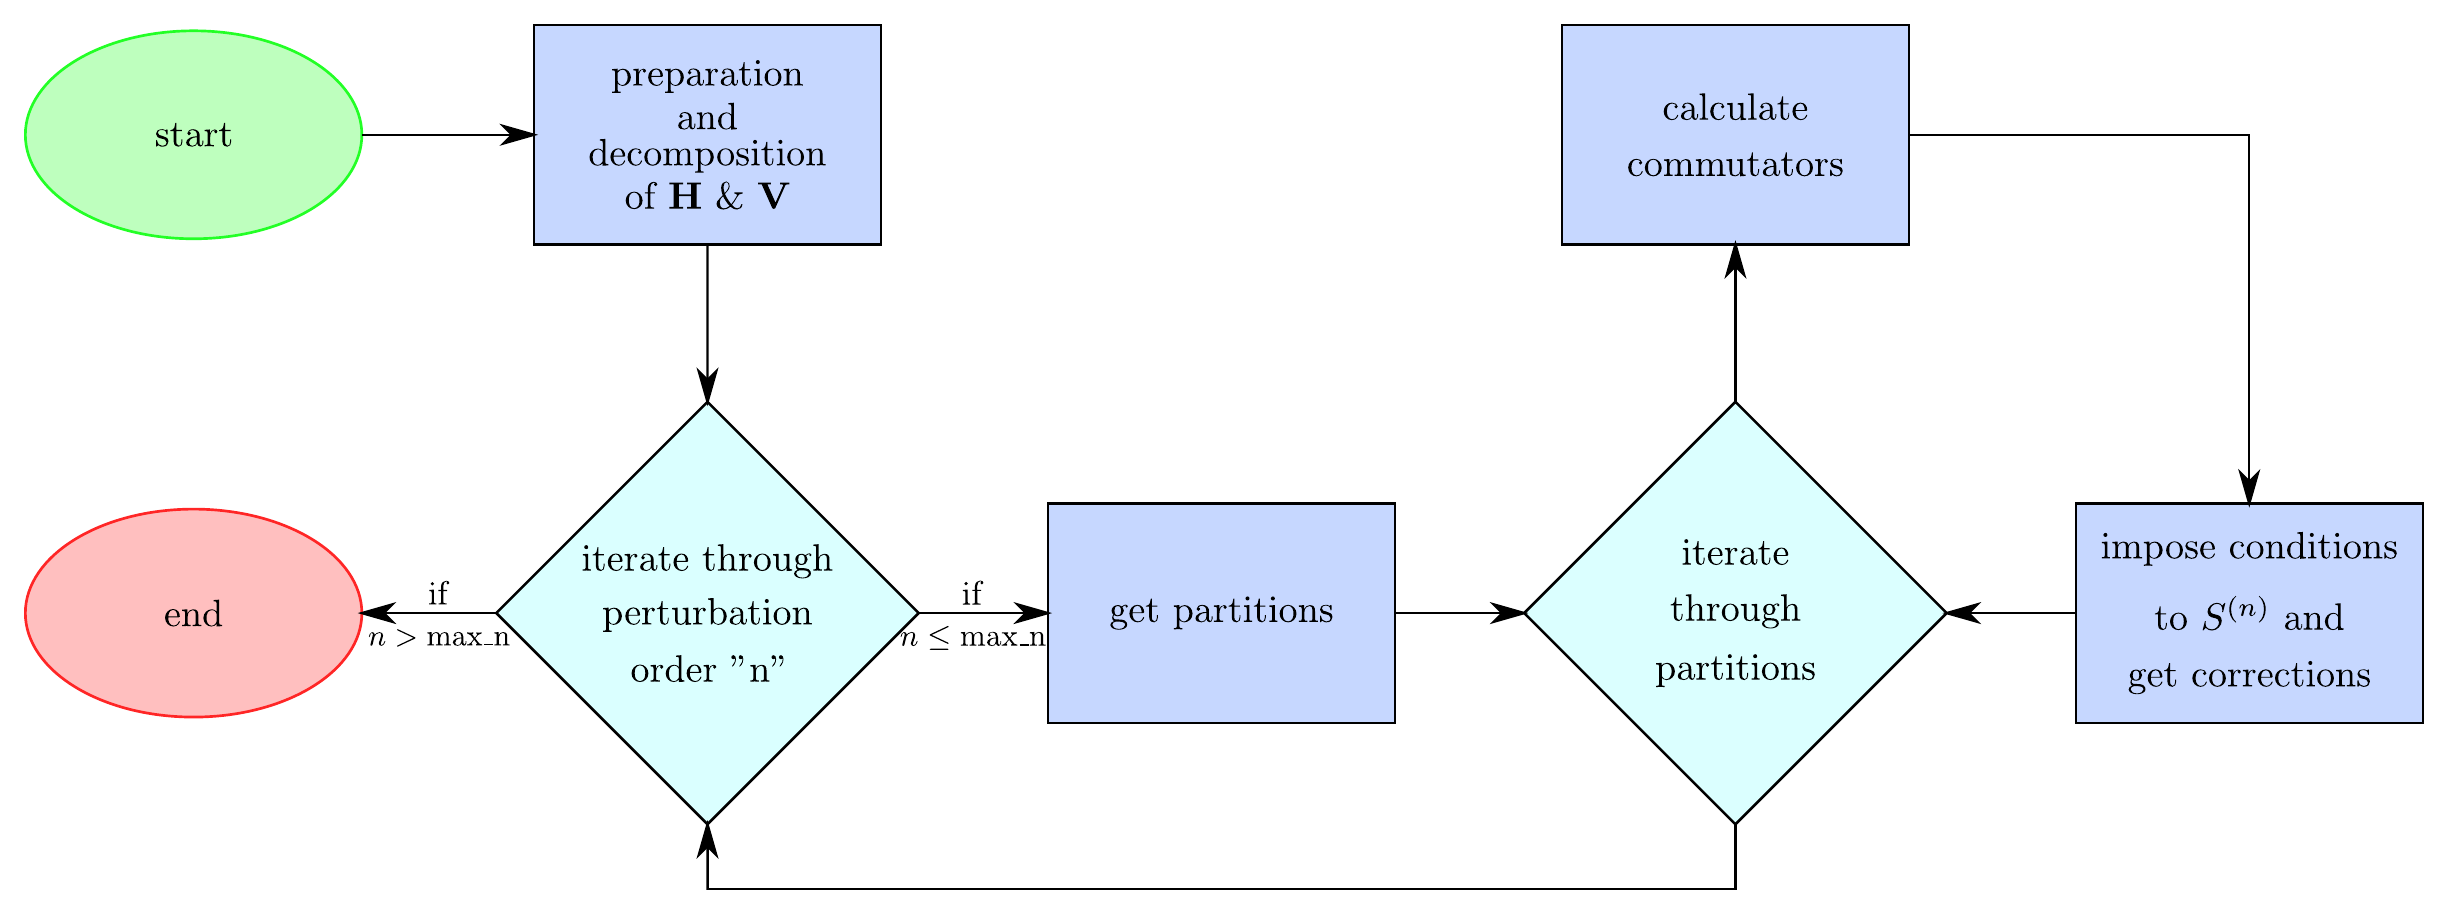 start
preparation
and
decomposition
of H & V
calculate
commutators
end
if
n > max_n
iterate through
perturbation
order ”n”
if
n ≤ max_n
get partitions
iterate
through
partitions
impose conditions
to S⁽ⁿ⁾ and
get corrections